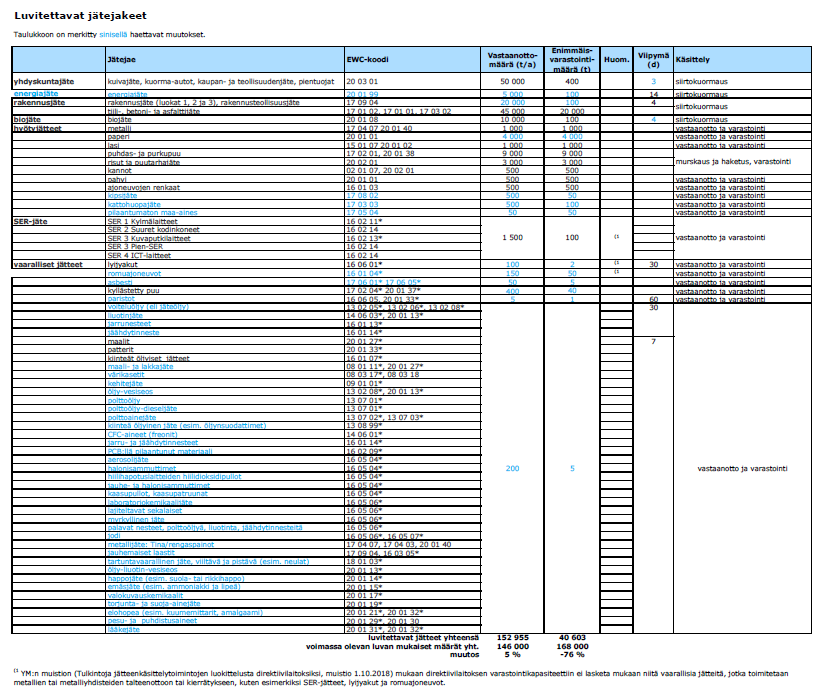 Luvitettavat jätejakeet
Taulukkoon on merkitty sinisellä haettavat muutokset.
Jätejae EWC-koodi Vastaanotto-määrä (t/a) Enimmäis-varastointi-määrä (t) Huom. Viipymä (d) Käsittely
yhdyskuntajäte kuivajäte, kuorma-autot, kaupan- ja teollisuudenjäte, pientuojat 20 03 01 50 000 400 3 siirtokuormaus
energiajäte energiajäte 20 01 99 5 000 100 14 siirtokuormaus
rakennusjäte rakennusjäte (luokat 1, 2 ja 3), rakennusteollisuusjäte 17 09 04 20 000 100 4 siirtokuormaus
tiili-, betoni- ja asfalttijäte 17 01 02, 17 01 01, 17 03 02 45 000 20 000
biojäte biojäte 20 01 08 10 000 100 4 siirtokuormaus
hyötyjätteet metalli 17 04 07 20 01 40 1 000 1 000 vastaanotto ja varastointi
paperi 20 01 01 4 000 4 000 vastaanotto ja varastointi
lasi 15 01 07 20 01 02 1 000 1 000 vastaanotto ja varastointi
puhdas- ja purkupuu 17 02 01, 20 01 38 9 000 9 000
risut ja puutarhajäte 20 02 01 3 000 3 000 murskaus ja haketus, varastointi
kannot 02 01 07, 20 02 01 500 500
pahvi 20 01 01 500 500 vastaanotto ja varastointi
ajoneuvojen renkaat 16 01 03 500 500 vastaanotto ja varastointi
kipsijäte 17 08 02 500 50 vastaanotto ja varastointi
kattohuopajäte 17 03 03 500 100 vastaanotto ja varastointi
pilaantumaton maa-aines 17 05 04 50 50 vastaanotto ja varastointi
SER-jäte SER 1 Kylmälaitteet 16 02 11*
SER 2 Suuret kodinkoneet 16 02 14
SER 3 Kuvaputkilaitteet 16 02 13* 1 500 100 (1 vastaanotto ja varastointi
SER 3 Pien-SER 16 02 14
SER 4 ICT-laitteet 16 02 14
vaaralliset jätteet lyijyakut 16 06 01* 100 2 (1 30 vastaanotto ja varastointi
romuajoneuvot 16 01 04* 150 50 (1 vastaanotto ja varastointi
asbesti 17 06 01* 17 06 05* 50 5 vastaanotto ja varastointi
kyllästetty puu 17 02 04* 20 01 37* 400 40 vastaanotto ja varastointi
paristot 16 06 05, 20 01 33* 5 1 60 vastaanotto ja varastointi
voiteluöljy (eli jäteöljy) 13 02 05*, 13 02 06*, 13 02 08* 30
liuotinjäte 14 06 03*, 20 01 13*
jarrunesteet 16 01 13*
jäähdytinneste 16 01 14*
maalit 20 01 27* 7
patterit 20 01 33*
kiinteät öljyiset jätteet 16 01 07*
maali- ja lakkajäte 08 01 11*, 20 01 27*
värikasetit 08 03 17*, 08 03 18
kehitejäte 09 01 01*
öljy-vesiseos 13 02 08*, 20 01 13*
polttoöljy 13 07 01*
polttoöljy-dieseljäte 13 07 01*
polttoainejäte 13 07 02*, 13 07 03*
kiinteä öljyinen jäte (esim. öljynsuodattimet) 13 08 99*
CFC-aineet (freonit) 14 06 01*
jarru- ja jäähdytinnesteet 16 01 14*
PCB:llä pilaantunut materiaali 16 02 09*
aerosolijäte 16 05 04*
halonisammuttimet 16 05 04* 200 5 vastaanotto ja varastointi
hiilihapotuslaitteiden hiilidioksidipullot 16 05 04*
jauhe- ja halonisammuttimet 16 05 04*
kaasupullot, kaasupatruunat 16 05 04*
laboratoriokemikaalijäte 16 05 06*
lajiteltavat sekalaiset 16 05 06*
myrkyllinen jäte 16 05 06*
palavat nesteet, polttoöljyä, liuotinta, jäähdytinnesteitä 16 05 06*
jodi 16 05 06*, 16 05 07*
metallijäte; Tina/rengaspainot 17 04 07, 17 04 03, 20 01 40
jauhemaiset laastit 17 09 04, 16 03 05*
tartuntavaarallinen jäte, viiltävä ja pistävä (esim. neulat) 18 01 03*
öljy-liuotin-vesiseos 20 01 13*
happojäte (esim. suola- tai rikkihappo) 20 01 14*
emäsjäte (esim. ammoniakki ja lipeä) 20 01 15*
valokuvauskemikaalit 20 01 17*
torjunta- ja suoja-ainejäte 20 01 19*
elohopea (esim. kuumemittarit, amalgaami) 20 01 21*, 20 01 32*
pesu- ja puhdistusaineet 20 01 29*, 20 01 30
lääkejäte 20 01 31*, 20 01 32*
luvitettavat jätteet yhteensä 152 955 40 603
voimassa olevan luvan mukaiset määrät yht. 146 000 168 000
muutos 5 % -76 %
(1 YM:n muistion (Tulkintoja jätteenkäsittelytoimintojen luokittelusta direktiivilaitoksiksi, muistio 1.10.2018) mukaan direktiivilaitoksen varastointikapasiteettiin ei lasketa mukaan niitä vaarallisia jätteitä, jotka toimitetaan
metallien tai metalliyhdisteiden talteenottoon tai kierrätykseen, kuten esimerkiksi SER-jätteet, lyijyakut ja romuajoneuvot.